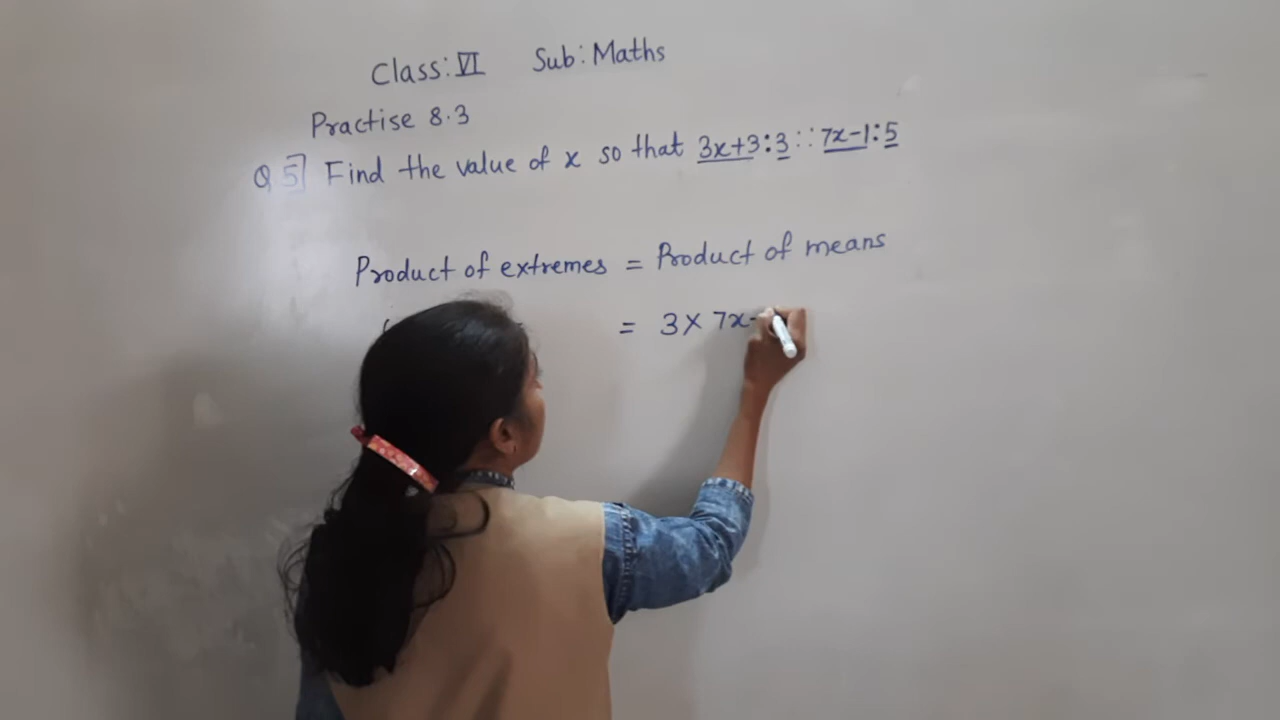 Class: VI Sub: Maths
Practise 8.3
Q 5] Find the value of x so that 3x+3:3::7x-1:5
Product of extremes = Product of means
( = 3× 7x-